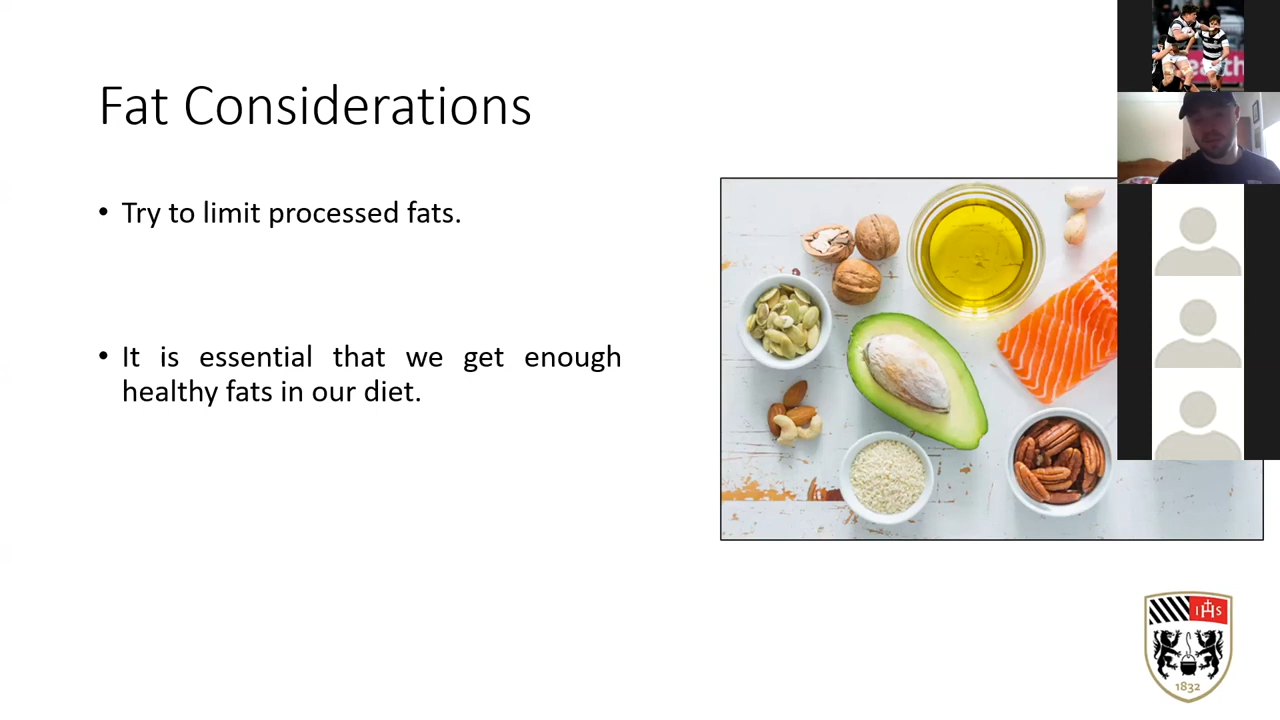 Fat Considerations
• Try to limit processed fats.
• It is essential that we get enough
healthy fats in our diet.
ealth
IHS
1832